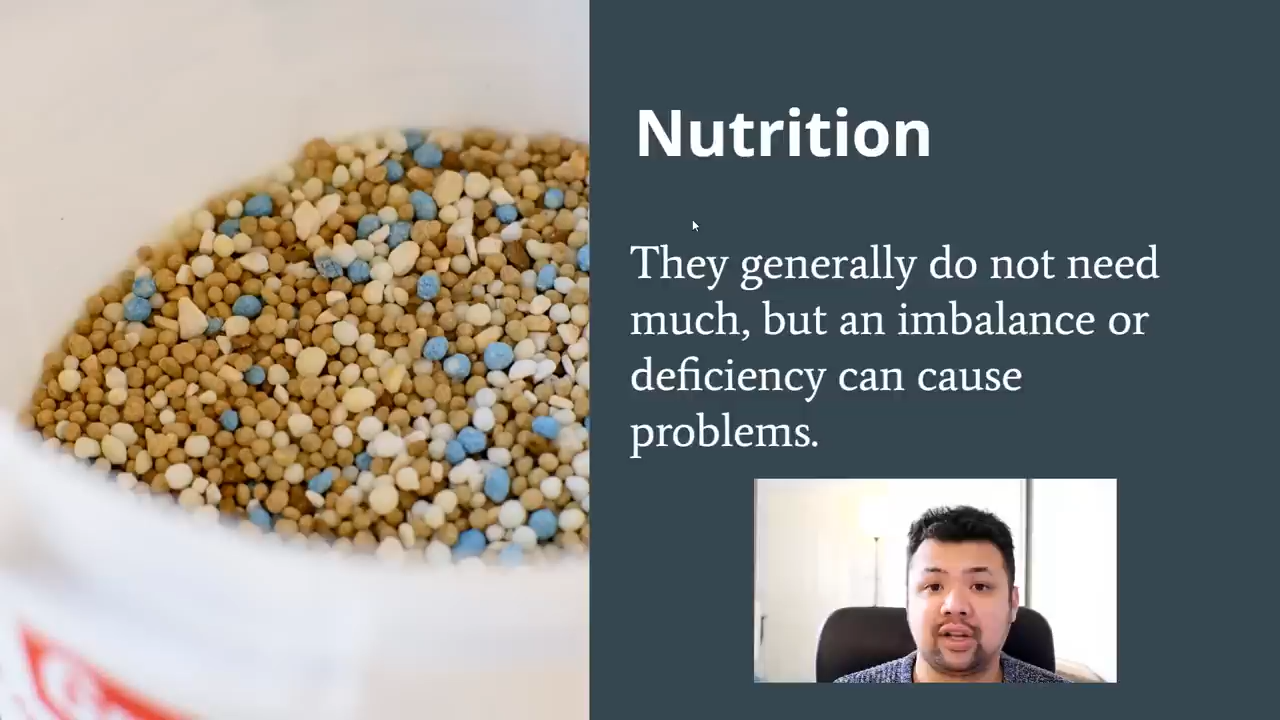 Nutrition
They generally do not need
much, but an imbalance or
deficiency can cause
problems.